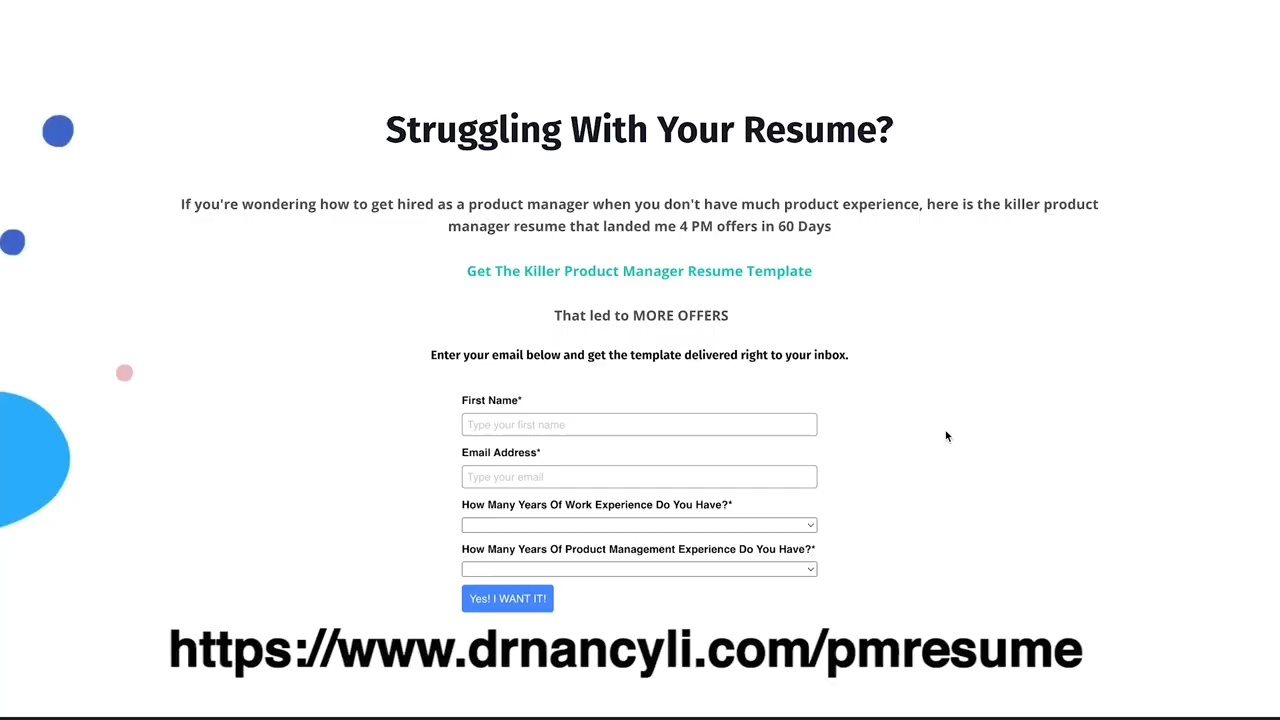 Struggling With Your Resume?
If you're wondering how to get hired as a product manager when you don't have much product experience, here is the killer product
manager resume that landed me 4 PM offers in 60 Days
Get The Killer Product Manager Resume Template
That led to MORE OFFERS
Enter your email below and get the template delivered right to your inbox.
First Name*
Type your first name
Email Address*
Type your email
How Many Years Of Work Experience Do You Have?*
How Many Years Of Product Management Experience Do You Have?*
Yes! I WANT IT!
https://www.drnancyli.com/pmresume